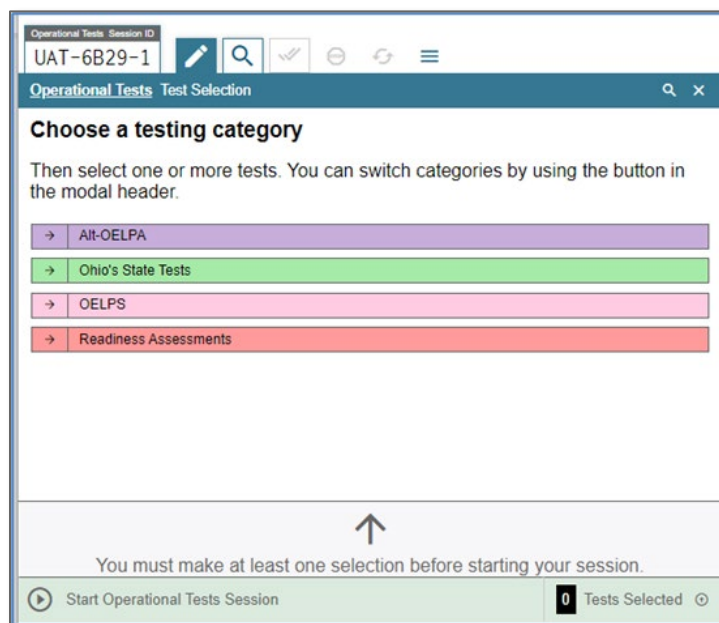 Operational Tests Session ID
UAT-6B29-1
Operational Tests Test Selection
Choose a testing category
Then select one or more tests. You can switch categories by using the button in
the modal header.
Alt-OELPA
Ohio's State Tests
OELPS
Readiness Assessments
You must make at least one selection before starting your session.
Start Operational Tests Session
0 Tests Selected